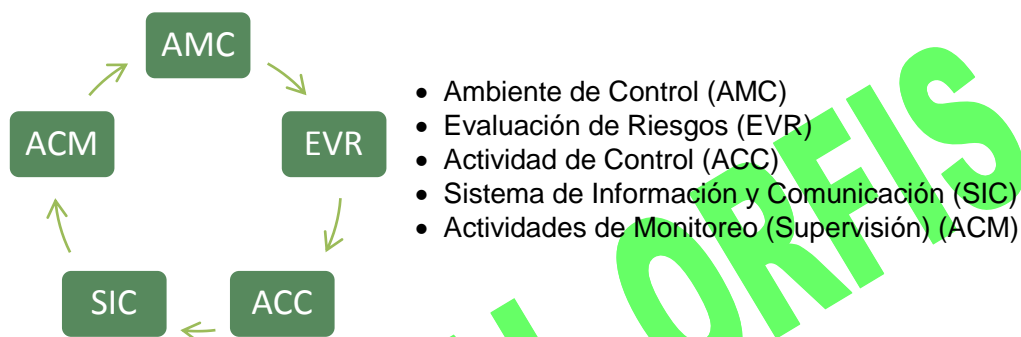 AMC
ACM
EVR
SIC
ACC
• Ambiente de Control (AMC)
• Evaluación de Riesgos (EVR)
• Actividad de Control (ACC)
• Sistema de Información y Comunicación (SIC)
• Actividades de Monitoreo (Supervisión) (ACM)
ORFIS